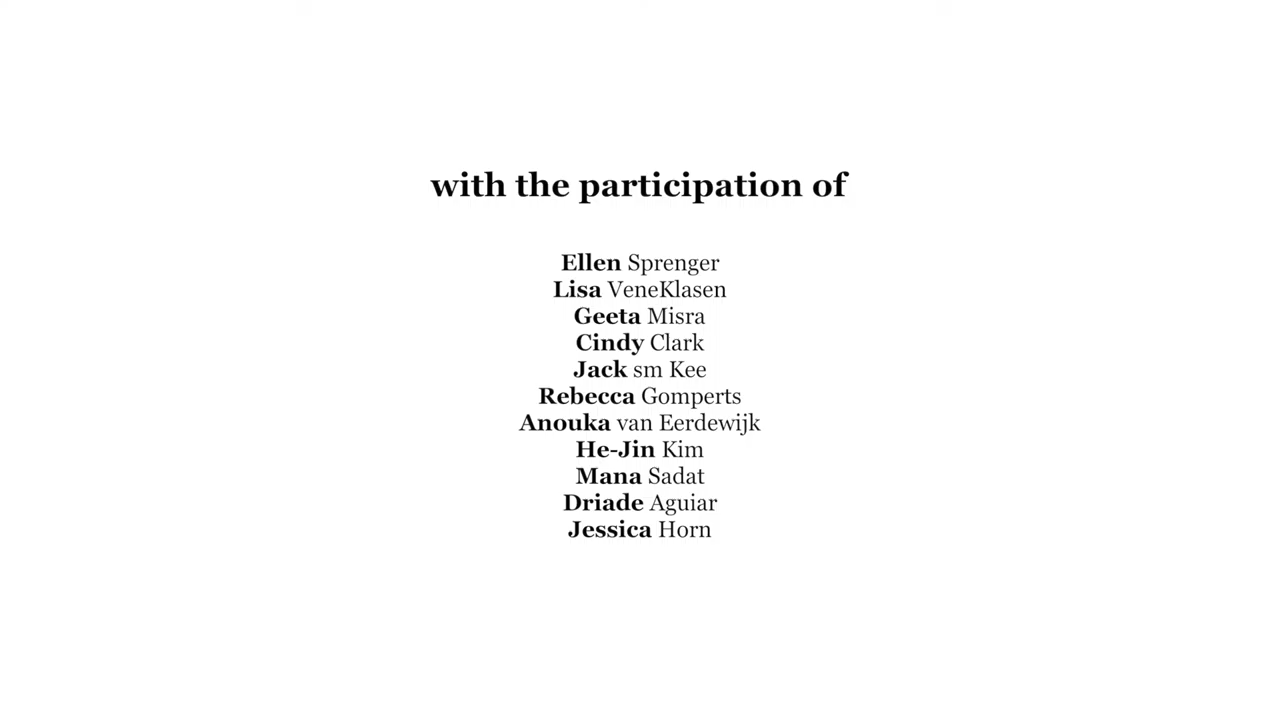 with the participation of
Ellen Sprenger
Lisa VeneKlasen
Geeta Misra
Cindy Clark
Jack sm Kee
Rebecca Gomperts
Anouka van Eerdewijk
He-Jin Kim
Mana Sadat
Driade Aguiar
Jessica Horn